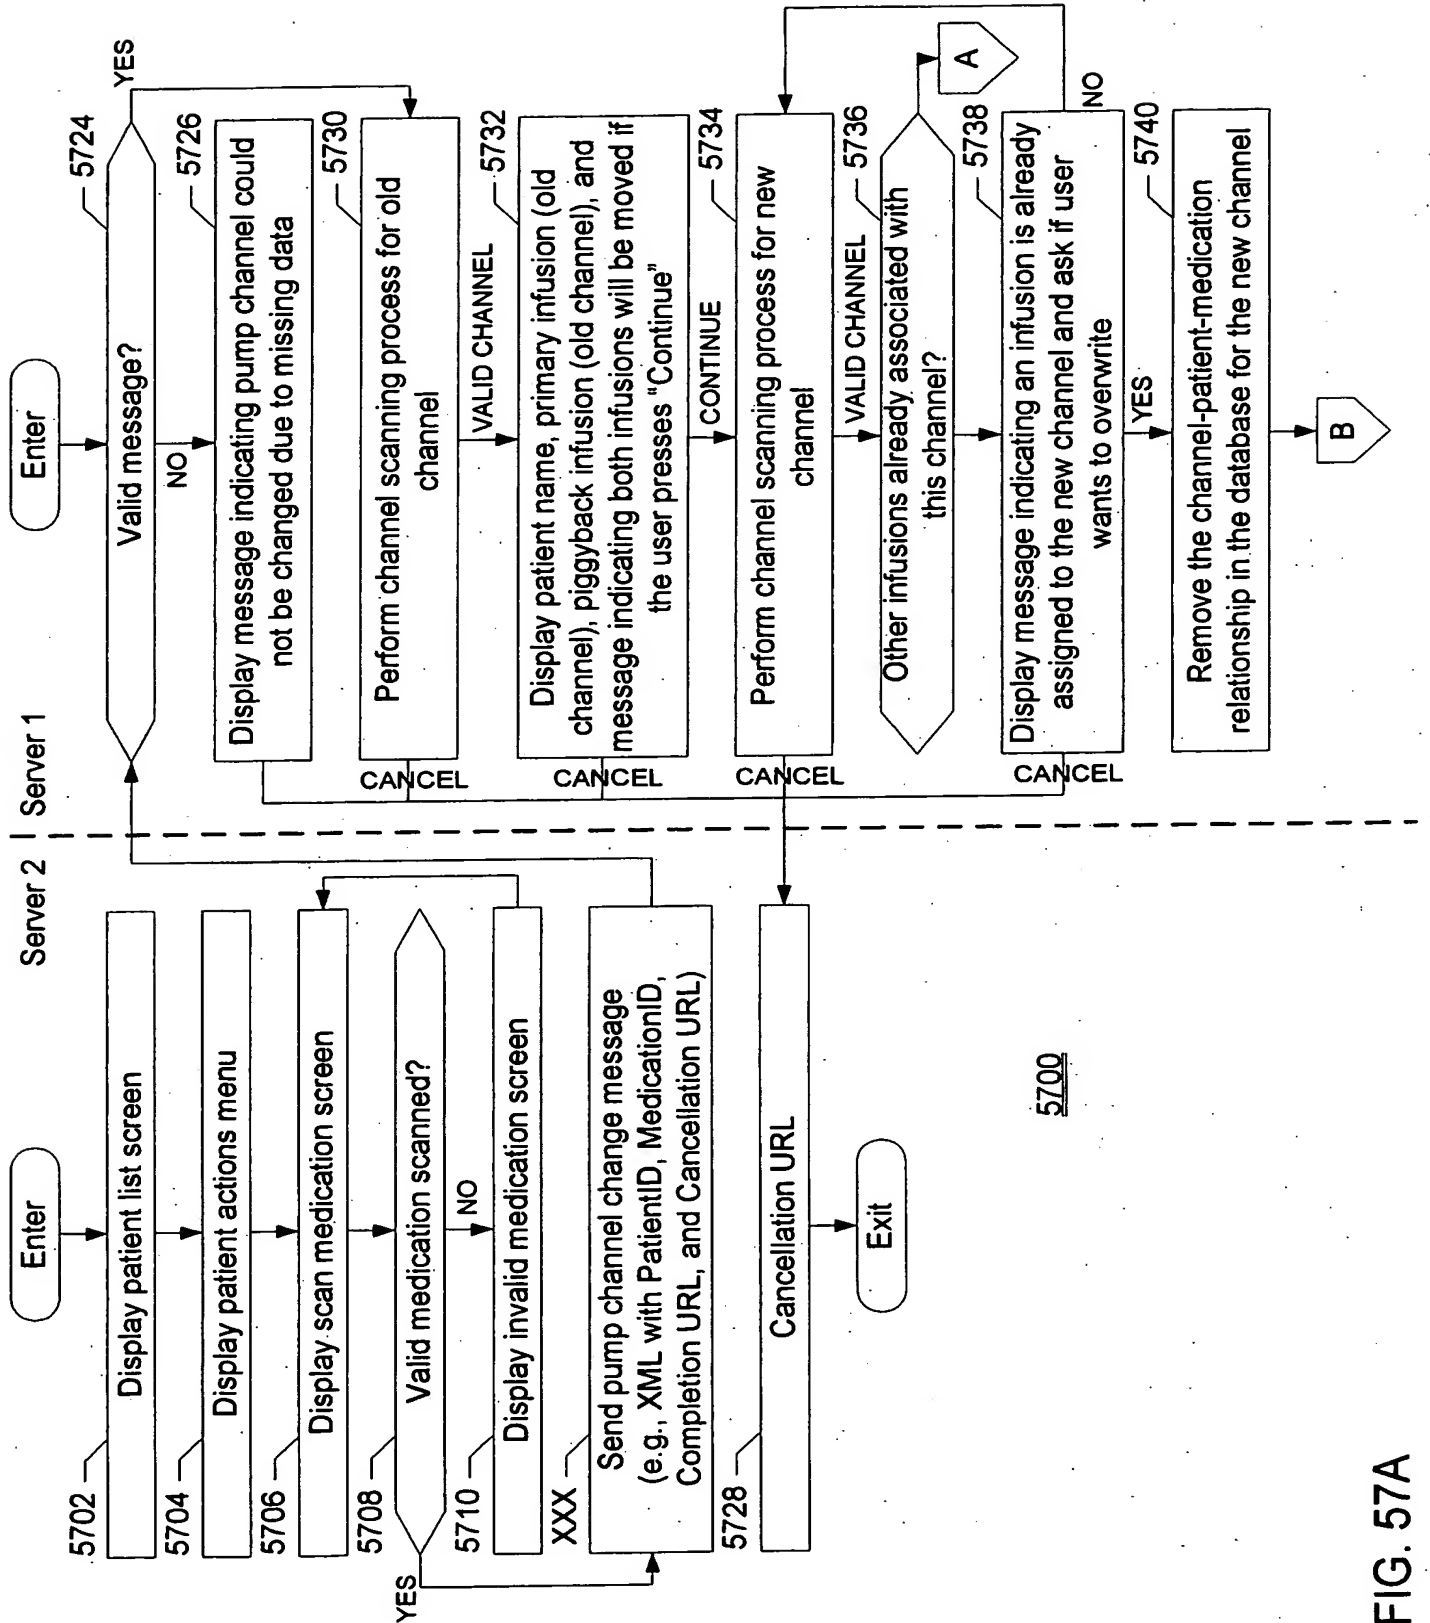 Server 2
Server 1
Enter
5702
Display patient list screen
5704
Display patient actions menu
5706
Display scan medication screen
5708
Valid medication scanned?
YES
NO
5710
Display invalid medication screen
XXX
Send pump channel change message
(e.g., XML with PatientID, MedicationID,
Completion URL, and Cancellation URL)
5728
Cancellation URL
Exit
5700
Enter
5724
Valid message?
YES
NO
5726
Display message indicating pump channel could
not be changed due to missing data
5730
Perform channel scanning process for old
channel
CANCEL
VALID CHANNEL
5732
Display patient name, primary infusion (old
channel), piggyback infusion (old channel), and
message indicating both infusions will be moved if
the user presses "Continue"
CANCEL
CONTINUE
5734
Perform channel scanning process for new
channel
CANCEL
VALID CHANNEL
5736
Other infusions already associated with
this channel?
A
5738
Display message indicating an infusion is already
assigned to the new channel and ask if user
wants to overwrite
CANCEL
NO
YES
5740
Remove the channel-patient-medication
relationship in the database for the new channel
B
FIG. 57A